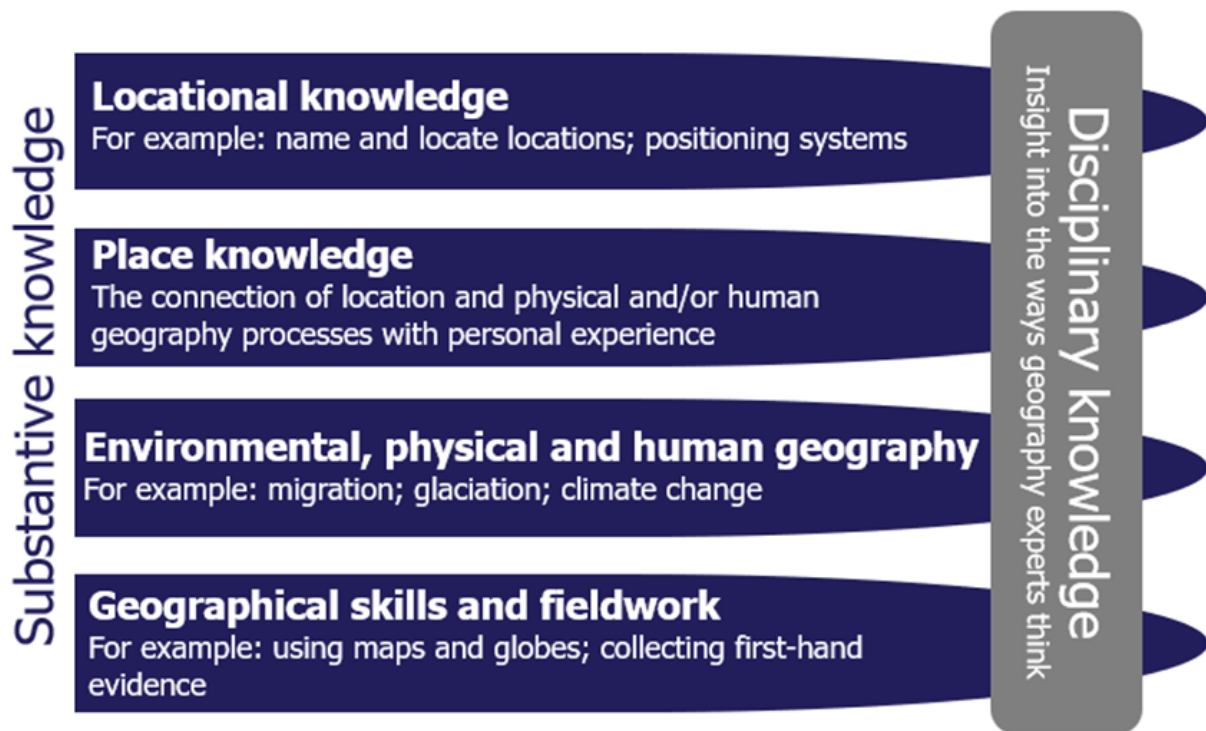 Substantive knowledge
Locational knowledge
For example: name and locate locations; positioning systems
Place knowledge
The connection of location and physical and/or human
geography processes with personal experience
Environmental, physical and human geography
For example: migration; glaciation; climate change
Geographical skills and fieldwork
For example: using maps and globes; collecting first-hand
evidence
Disciplinary knowledge
Insight into the ways geography experts think